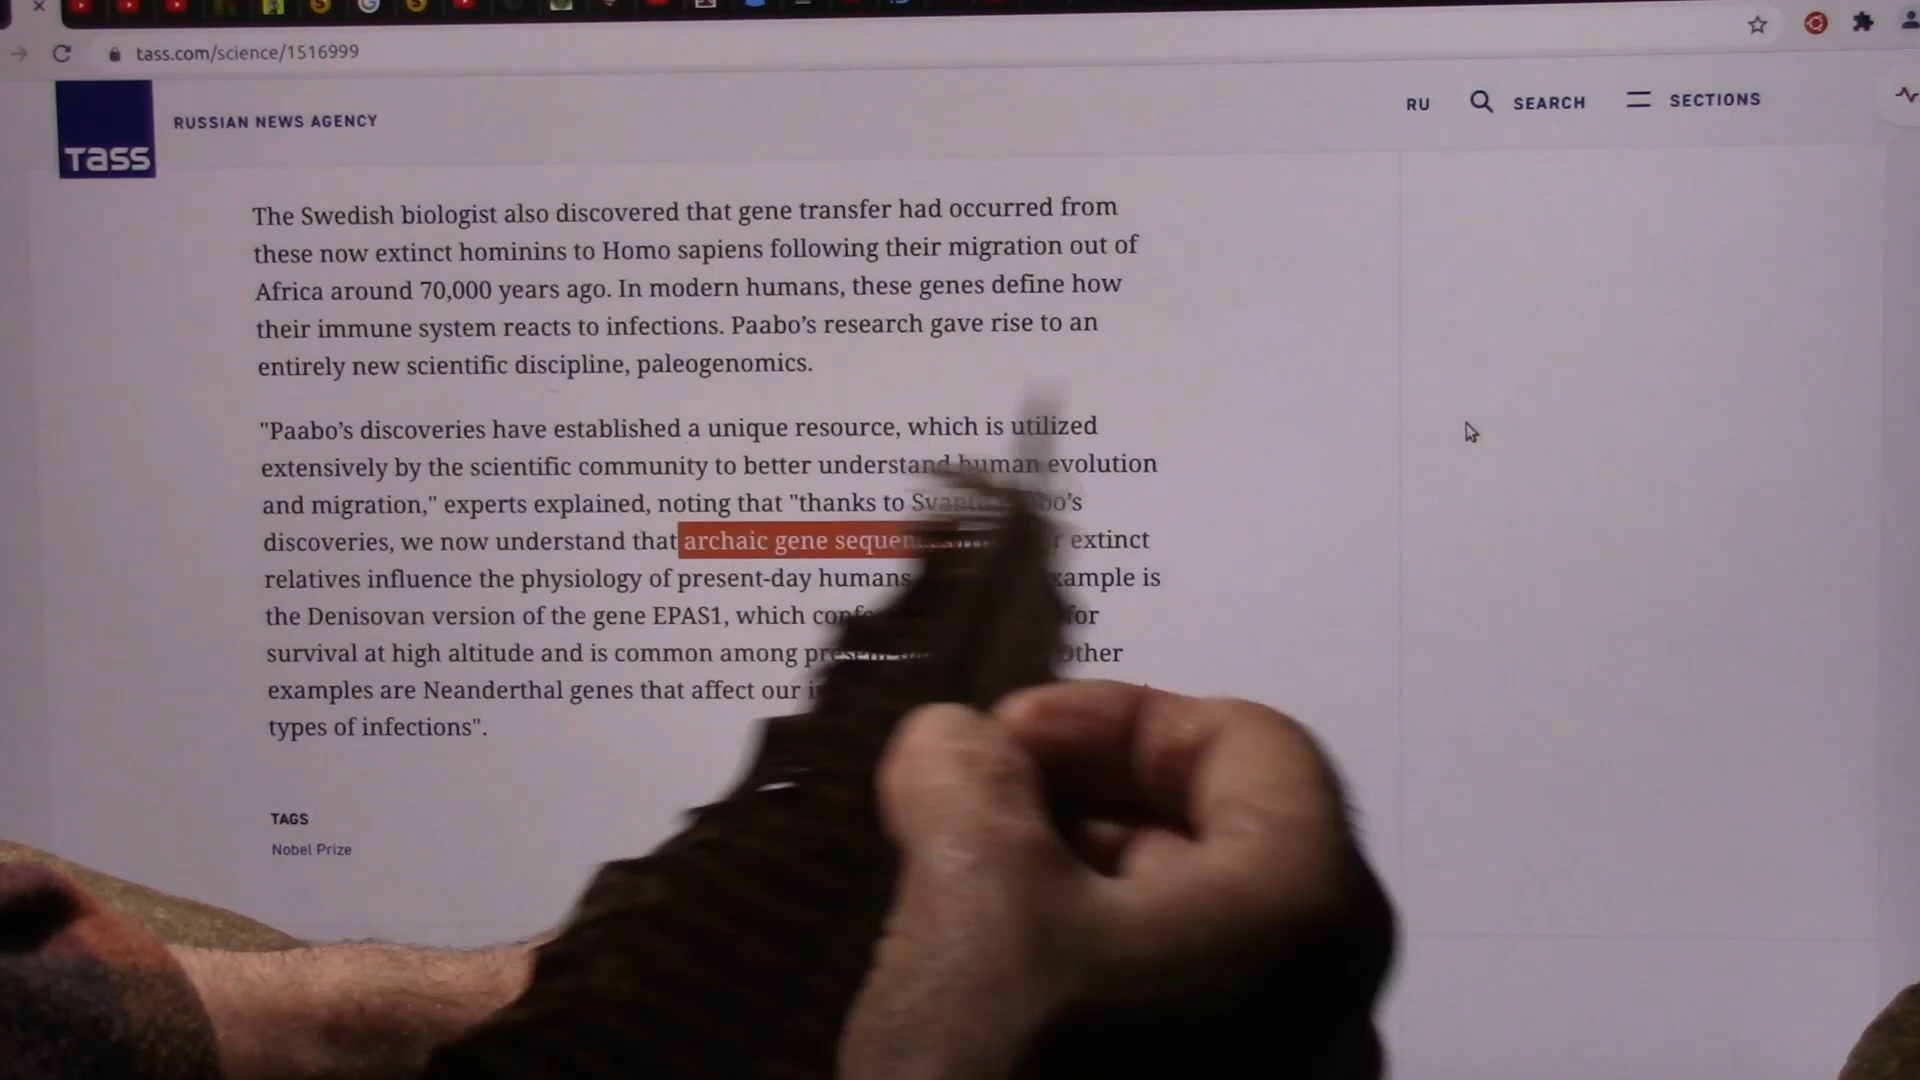 tass.com/science/1516999
TASS
RUSSIAN NEWS AGENCY
RU
SEARCH
SECTIONS
The Swedish biologist also discovered that gene transfer had occurred from
these now extinct hominins to Homo sapiens following their migration out of
Africa around 70,000 years ago. In modern humans, these genes define how
their immune system reacts to infections. Paabo's research gave rise to an
entirely new scientific discipline, paleogenomics.
"Paabo's discoveries have established a unique resource, which is utilized
extensively by the scientific community to better understand human evolution
and migration," experts explained, noting that "thanks to
discoveries, we now understand that archaic gene extinct
relatives influence the physiology of present-day humans
the Denisovan version of the gene EPAS1, which for
survival at high altitude and is common among
examples are Neanderthal genes that affect our
types of infections".
TAGS
Nobel Prize